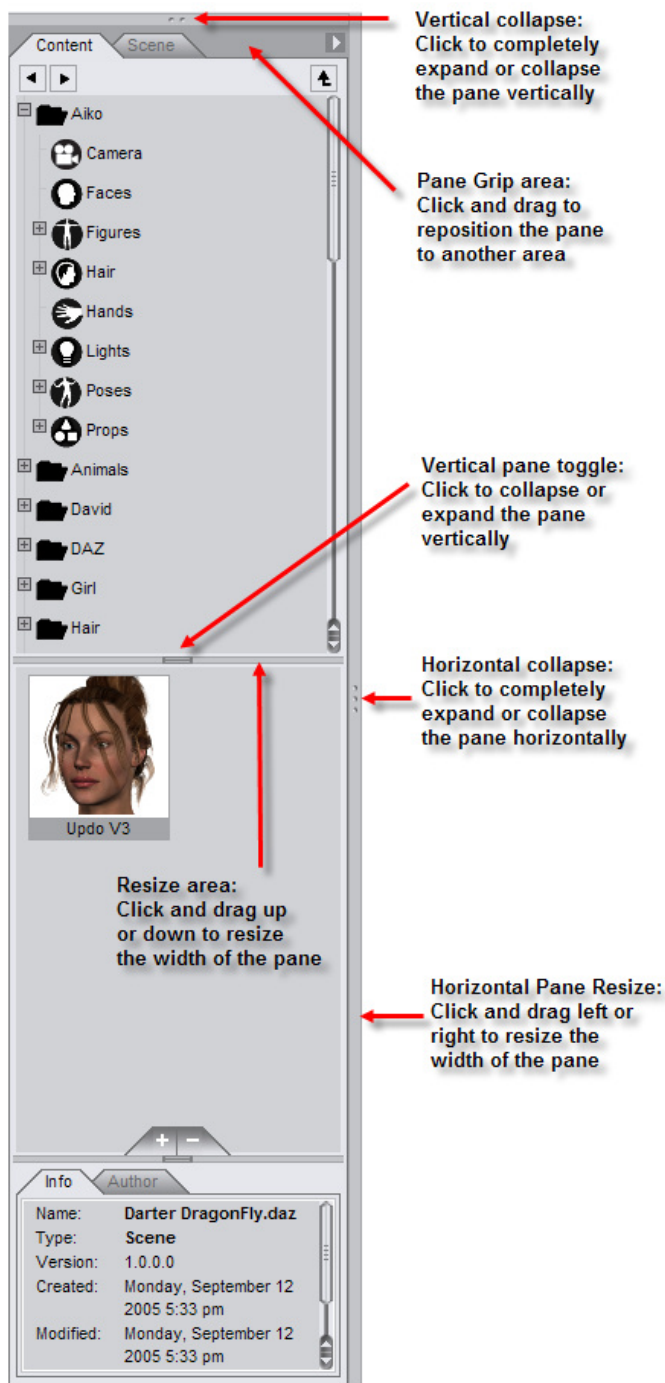 Content
Scene
Aiko
Camera
Faces
Figures
Hair
Hands
Lights
Poses
Props
Animals
David
DAZ
Girl
Hair
Updo V3
+ −
Info
Author
Name: Darter DragonFly.daz
Type: Scene
Version: 1.0.0.0
Created: Monday, September 12
2005 5:33 pm
Modified: Monday, September 12
2005 5:33 pm
Vertical collapse:
Click to completely
expand or collapse
the pane vertically
Pane Grip area:
Click and drag to
reposition the pane
to another area
Vertical pane toggle:
Click to collapse or
expand the pane
vertically
Horizontal collapse:
Click to completely
expand or collapse
the pane horizontally
Resize area:
Click and drag up
or down to resize
the width of the pane
Horizontal Pane Resize:
Click and drag left or
right to resize the
width of the pane